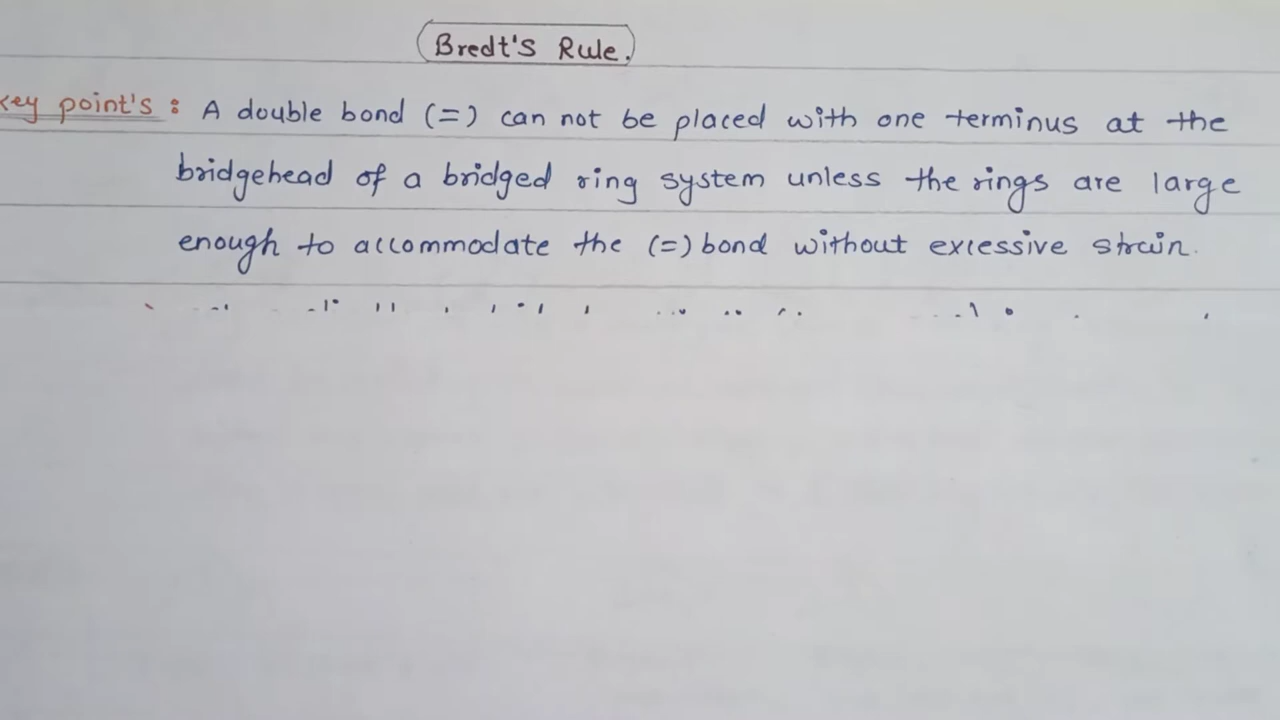 Bredt's Rule.
key point's : A double bond (=) can not be placed with one terminus at the
bridgehead of a bridged ring system unless the rings are large
enough to accommodate the (=) bond without excessive strain.